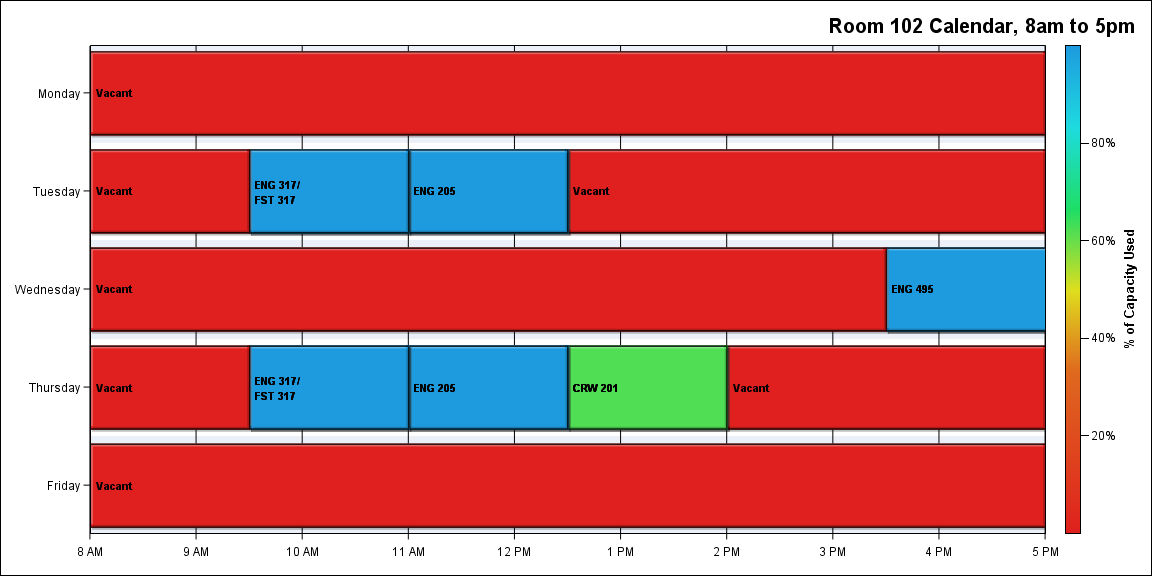 Room 102 Calendar, 8am to 5pm
Monday
Vacant
Tuesday
Vacant
ENG 317/
FST 317
ENG 205
Vacant
Wednesday
Vacant
ENG 495
Thursday
Vacant
ENG 317/
FST 317
ENG 205
CRW 201
Vacant
Friday
Vacant
8 AM
9 AM
10 AM
11 AM
12 PM
1 PM
2 PM
3 PM
4 PM
5 PM
80%
60%
40%
20%
% of Capacity Used